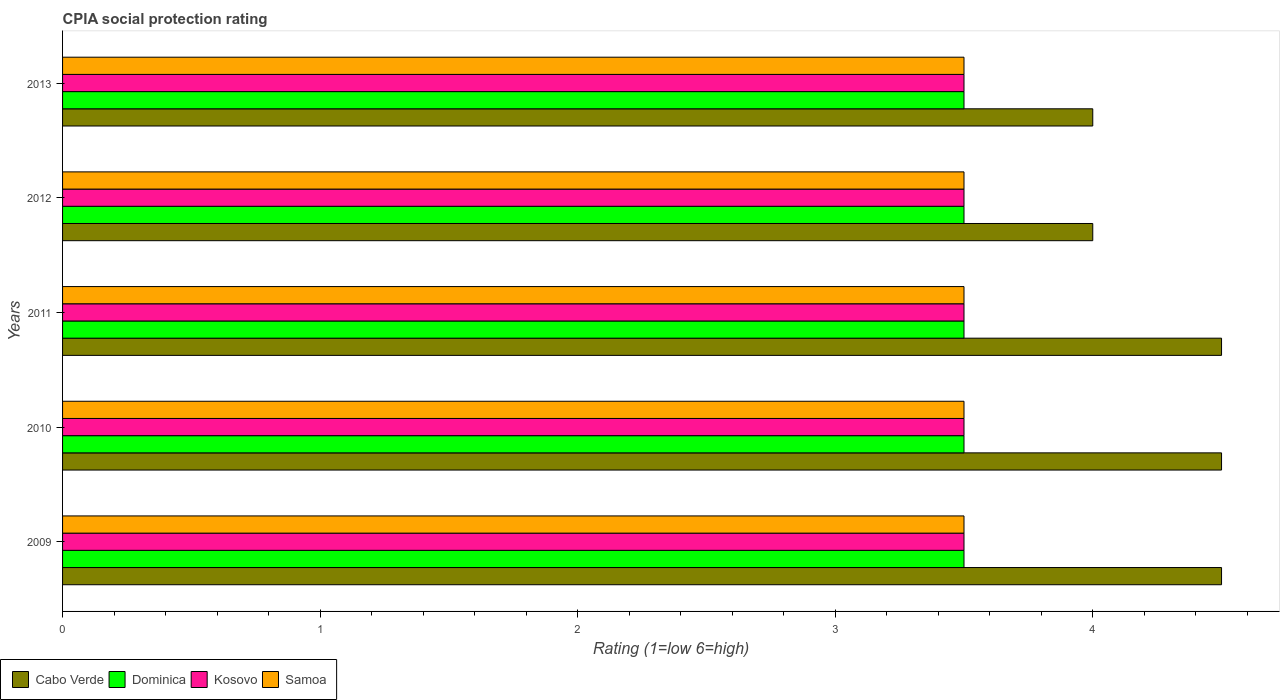 CPIA social protection rating
2013
2012
2011
2010
2009
Years
0 1 2 3 4
Rating (1=low 6=high)
Cabo Verde Dominica Kosovo Samoa